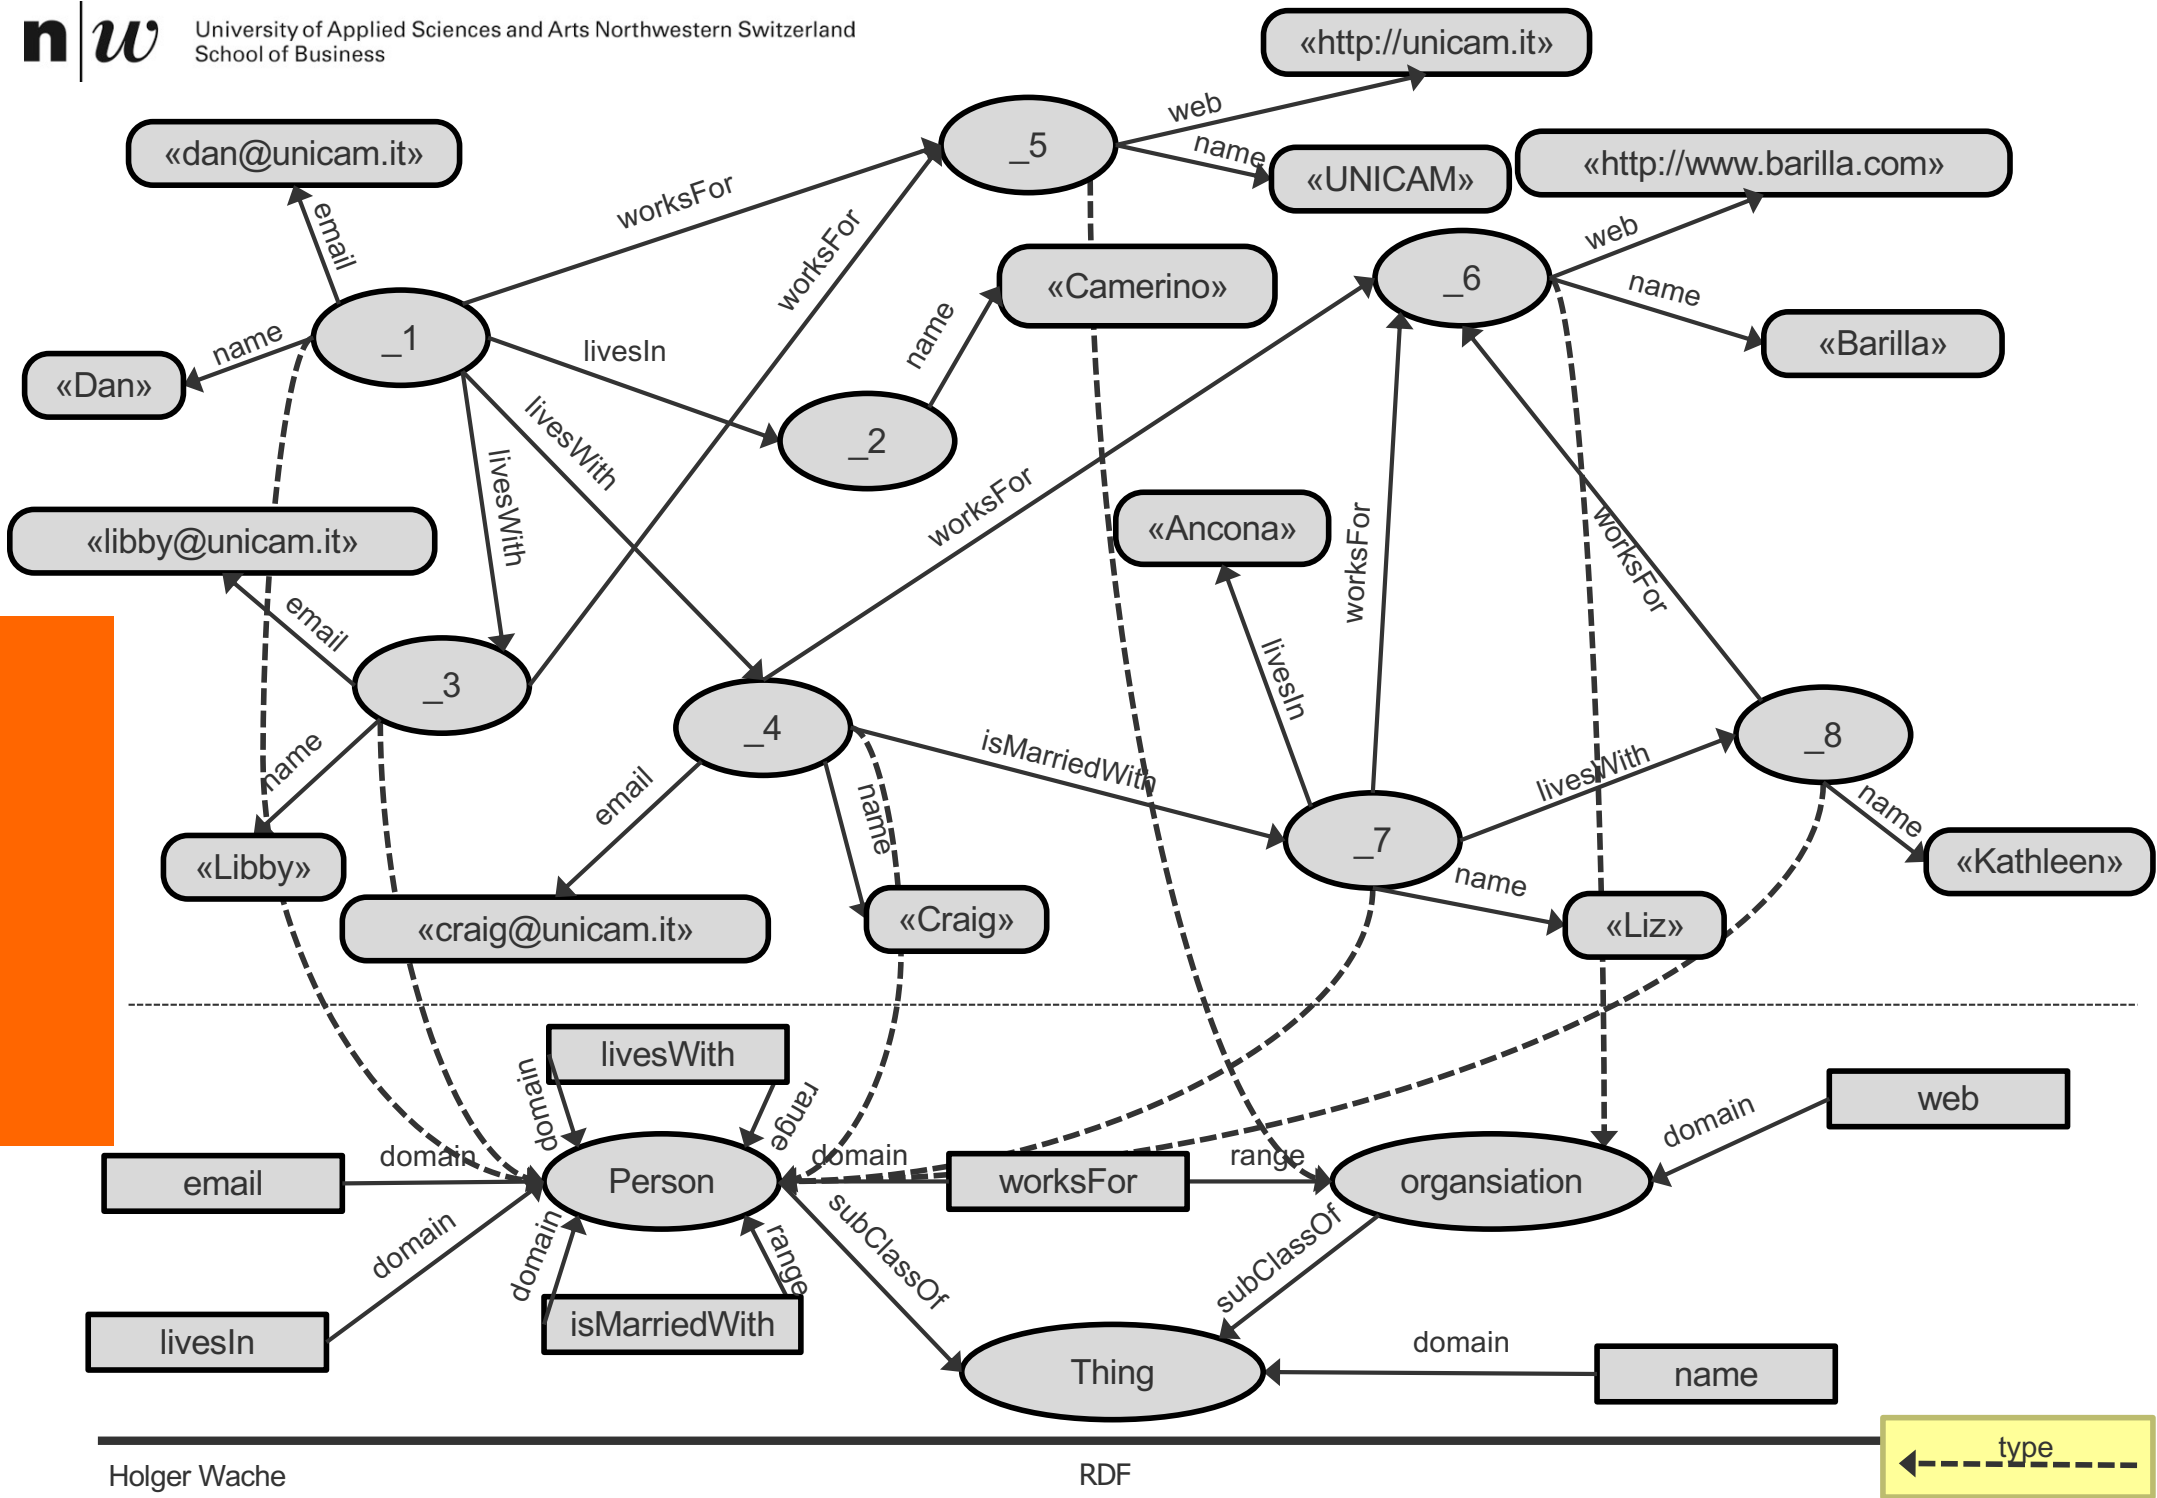 n w
University of Applied Sciences and Arts Northwestern Switzerland
School of Business
«http://unicam.it»
web
_5
name
«UNICAM»
«http://www.barilla.com»
«dan@unicam.it»
email
worksFor
worksFor
«Camerino»
web
_6
name
«Barilla»
_1
name
«Dan»
livesIn
name
_2
livesWith
livesWith
worksFor
«Ancona»
worksFor
worksFor
«libby@unicam.it»
email
_3
name
livesIn
_4
isMarriedWith
_8
livesWith
email
name
_7
name
name
«Libby»
«Kathleen»
«craig@unicam.it»
«Craig»
«Liz»
livesWith
domain
range
web
domain
email
domain
Person
domain
worksFor
range
organsiation
domain
domain
range
subClassOf
subClassOf
livesIn
isMarriedWith
Thing
domain
name
type
Holger Wache
RDF